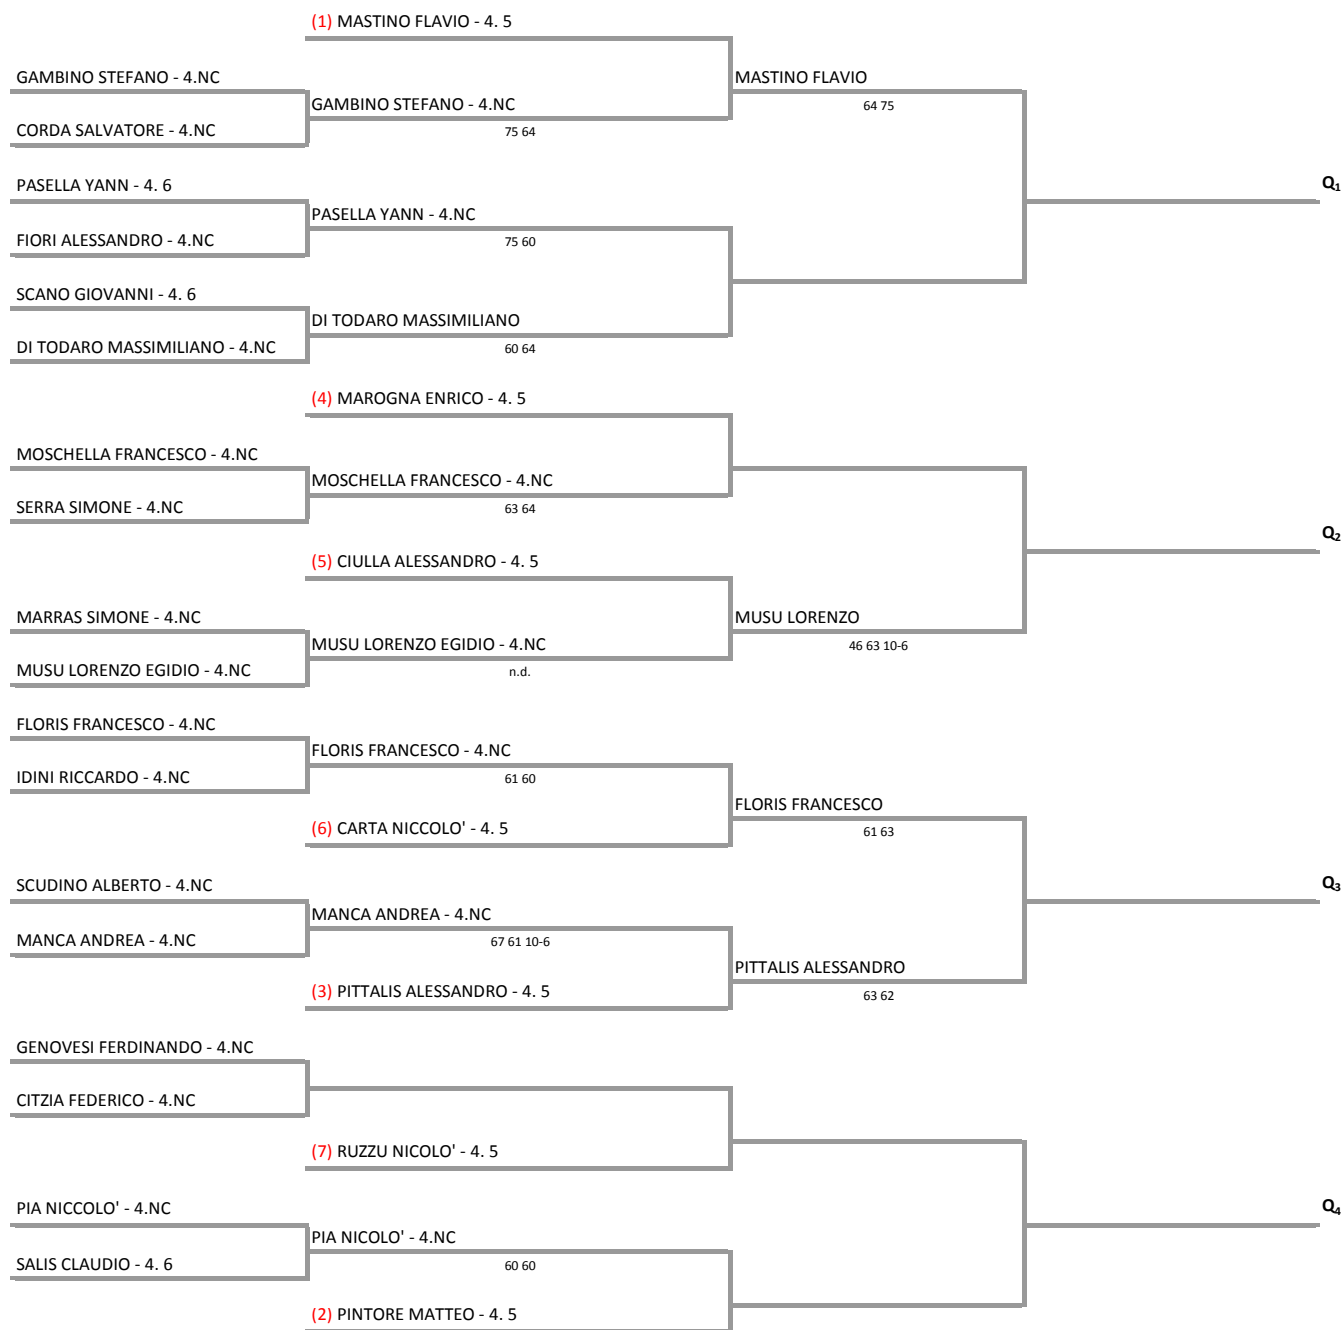 (1) MASTINO FLAVIO - 4. 5
GAMBINO STEFANO - 4.NC
MASTINO FLAVIO
GAMBINO STEFANO - 4.NC
64 75
CORDA SALVATORE - 4.NC
75 64
PASELLA YANN - 4. 6
Q1
PASELLA YANN - 4.NC
FIORI ALESSANDRO - 4.NC
75 60
SCANO GIOVANNI - 4. 6
DI TODARO MASSIMILIANO
DI TODARO MASSIMILIANO - 4.NC
60 64
(4) MAROGNA ENRICO - 4. 5
MOSCHELLA FRANCESCO - 4.NC
MOSCHELLA FRANCESCO - 4.NC
SERRA SIMONE - 4.NC
63 64
Q2
(5) CIULLA ALESSANDRO - 4. 5
MARRAS SIMONE - 4.NC
MUSU LORENZO
MUSU LORENZO EGIDIO - 4.NC
46 63 10-6
MUSU LORENZO EGIDIO - 4.NC
n.d.
FLORIS FRANCESCO - 4.NC
FLORIS FRANCESCO - 4.NC
IDINI RICCARDO - 4.NC
61 60
FLORIS FRANCESCO
(6) CARTA NICCOLO' - 4. 5
61 63
SCUDINO ALBERTO - 4.NC
Q3
MANCA ANDREA - 4.NC
MANCA ANDREA - 4.NC
67 61 10-6
PITTALIS ALESSANDRO
(3) PITTALIS ALESSANDRO - 4. 5
63 62
GENOVESI FERDINANDO - 4.NC
CITZIA FEDERICO - 4.NC
(7) RUZZU NICOLO' - 4. 5
PIA NICCOLO' - 4.NC
Q4
PIA NICOLO' - 4.NC
SALIS CLAUDIO - 4. 6
60 60
(2) PINTORE MATTEO - 4. 5